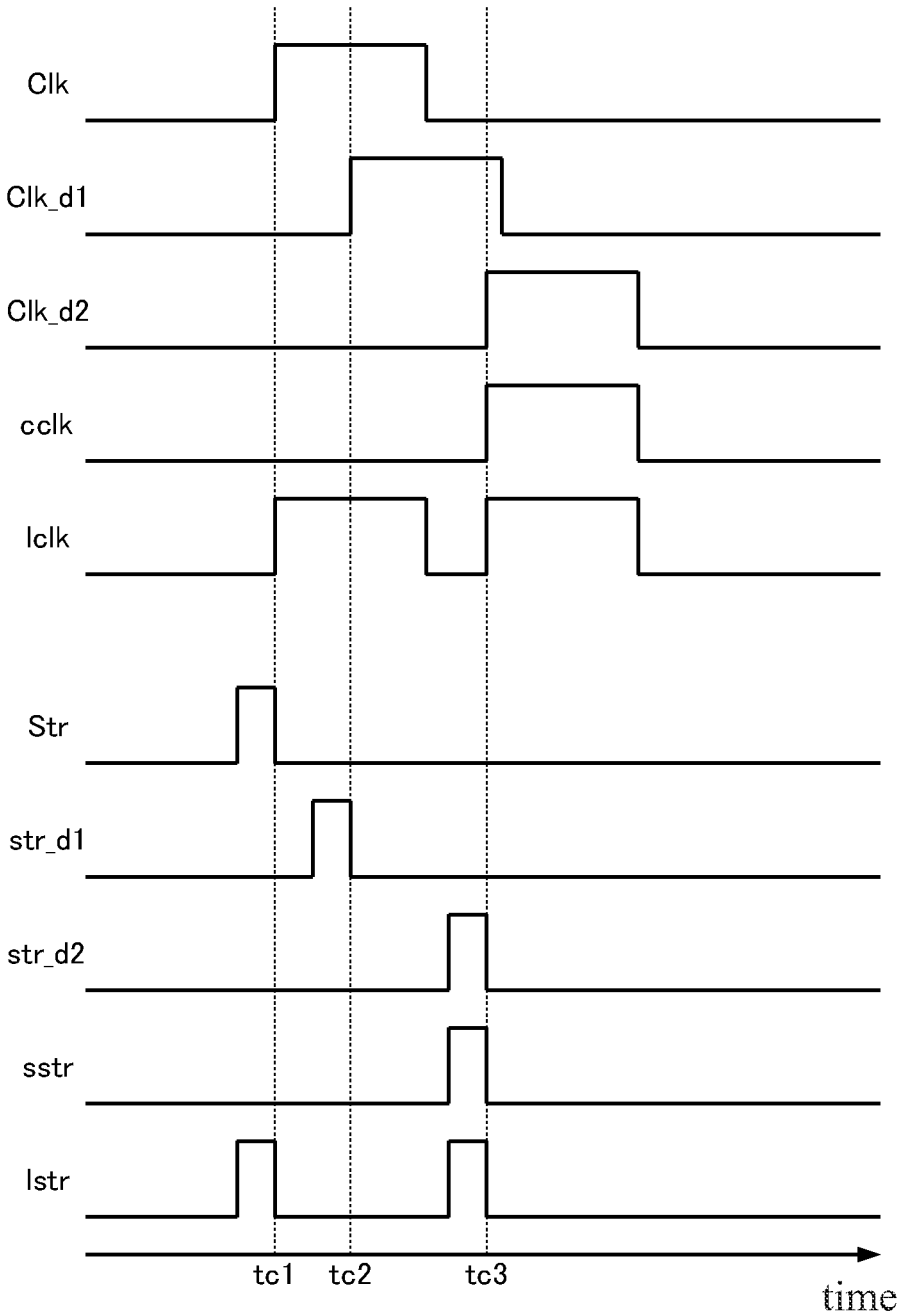 Clk
Clk_d1
Clk_d2
cclk
lclk
Str
str_d1
str_d2
sstr
lstr
tc1 tc2 tc3
time